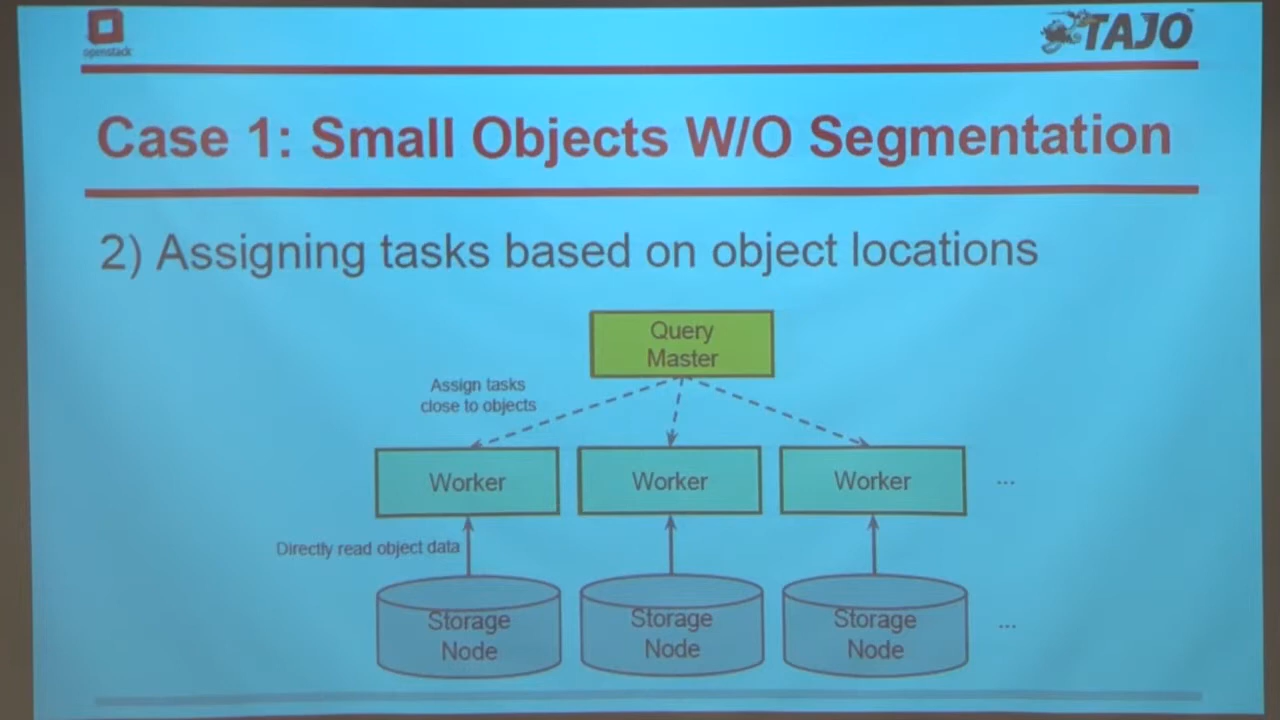 openstack
TAJO
Case 1: Small Objects W/O Segmentation
2) Assigning tasks based on object locations
Query
Master
Assign tasks
close to objects
Worker
Worker
Worker
...
Directly read object data
Storage
Node
Storage
Node
Storage
Node
...